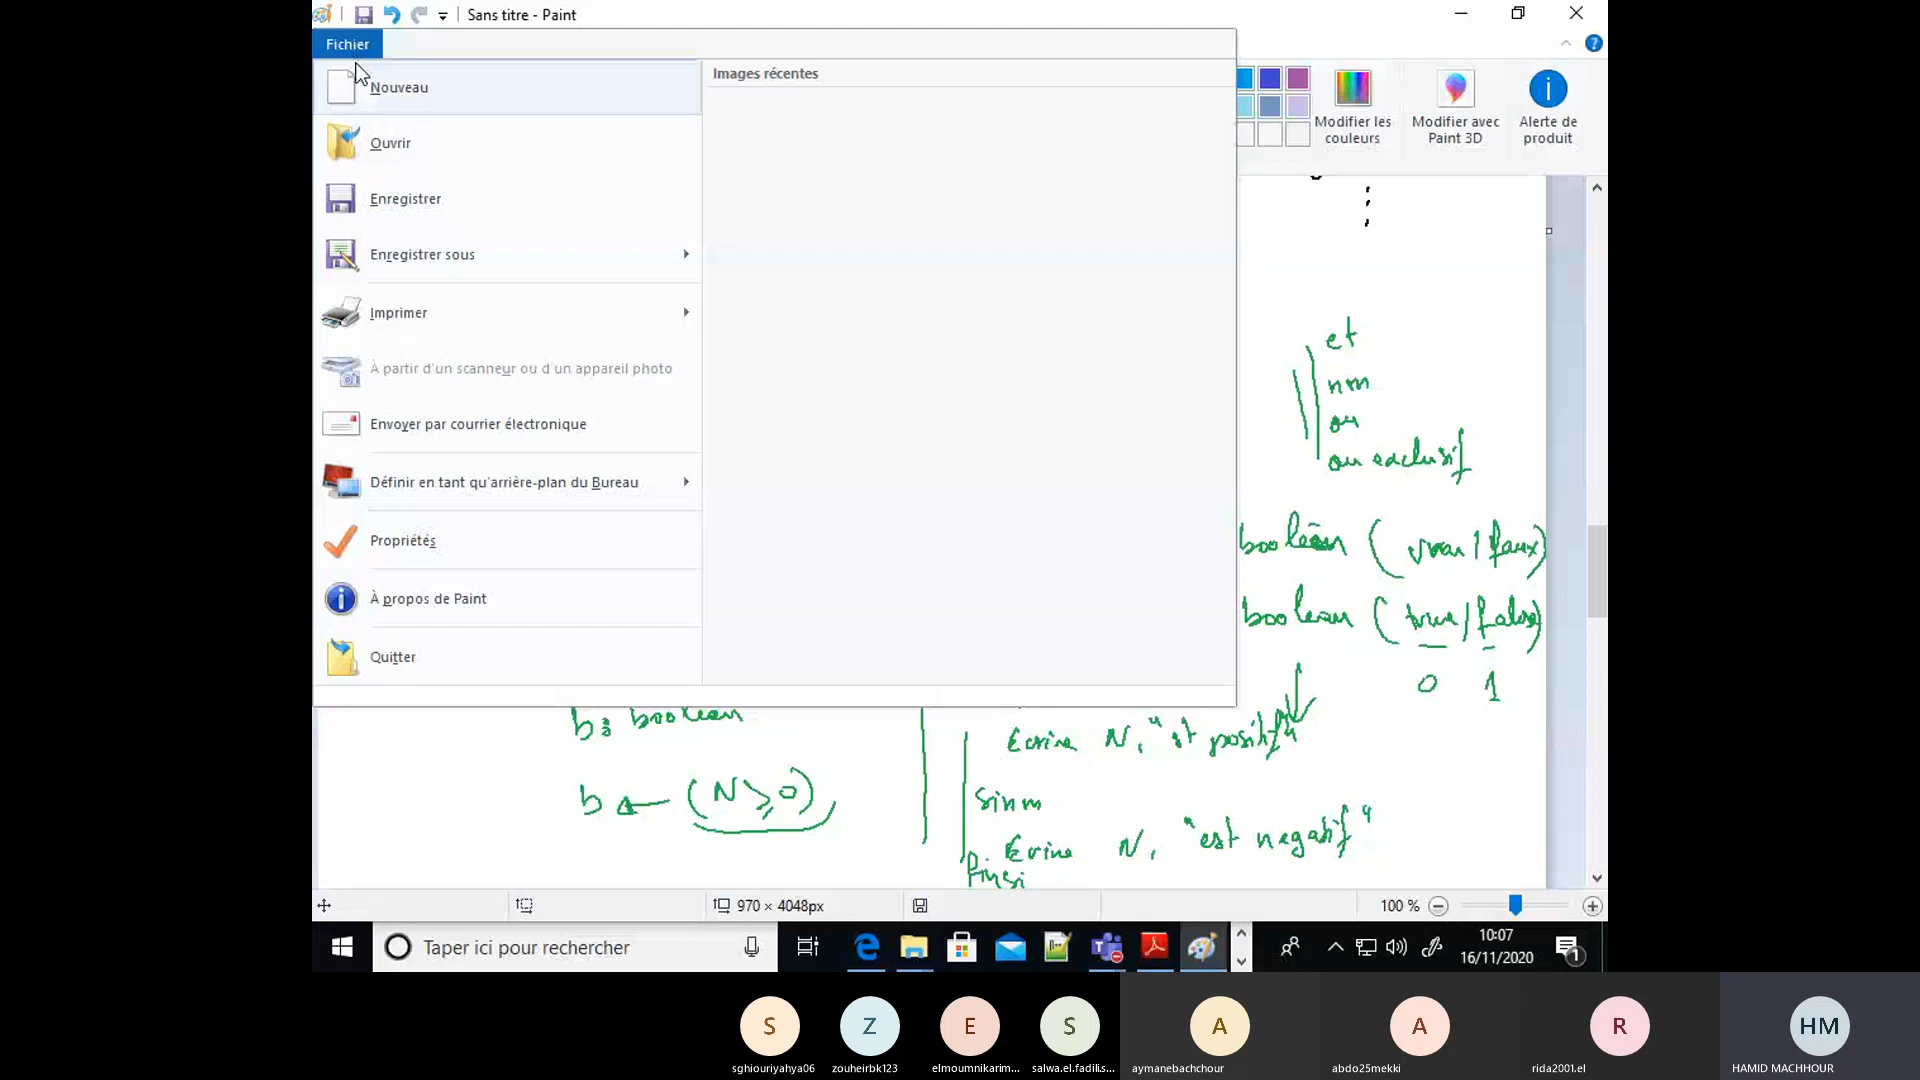 Sans titre - Paint
Fichier
Nouveau
Ouvrir
Enregistrer
Enregistrer sous
Imprimer
À partir d'un scanneur ou d'un appareil photo
Envoyer par courrier électronique
Définir en tant qu'arrière-plan du Bureau
Propriétés
À propos de Paint
Quitter
Images récentes
Modifier les
couleurs
Modifier avec
Paint 3D
Alerte de
produit
et
non
ou
ou exclusif
booléen (vrai/faux)
boolean (true/false)
0 1
b: booleen
b ← (N ≥ 0)
Ecrire N, "est positif"
Sinon
Ecrire N, "est negatif"
Finsi
970 × 4048px
100 %
Taper ici pour rechercher
10:07
16/11/2020
1
S
Z
E
S
A
A
R
HM
sghiouriyahya06
zouheirbk123
elmoumnikarim...
salwa.el.fadili.s...
aymanebachchour
abdo25mekki
rida2001.el
HAMID MACHHOUR